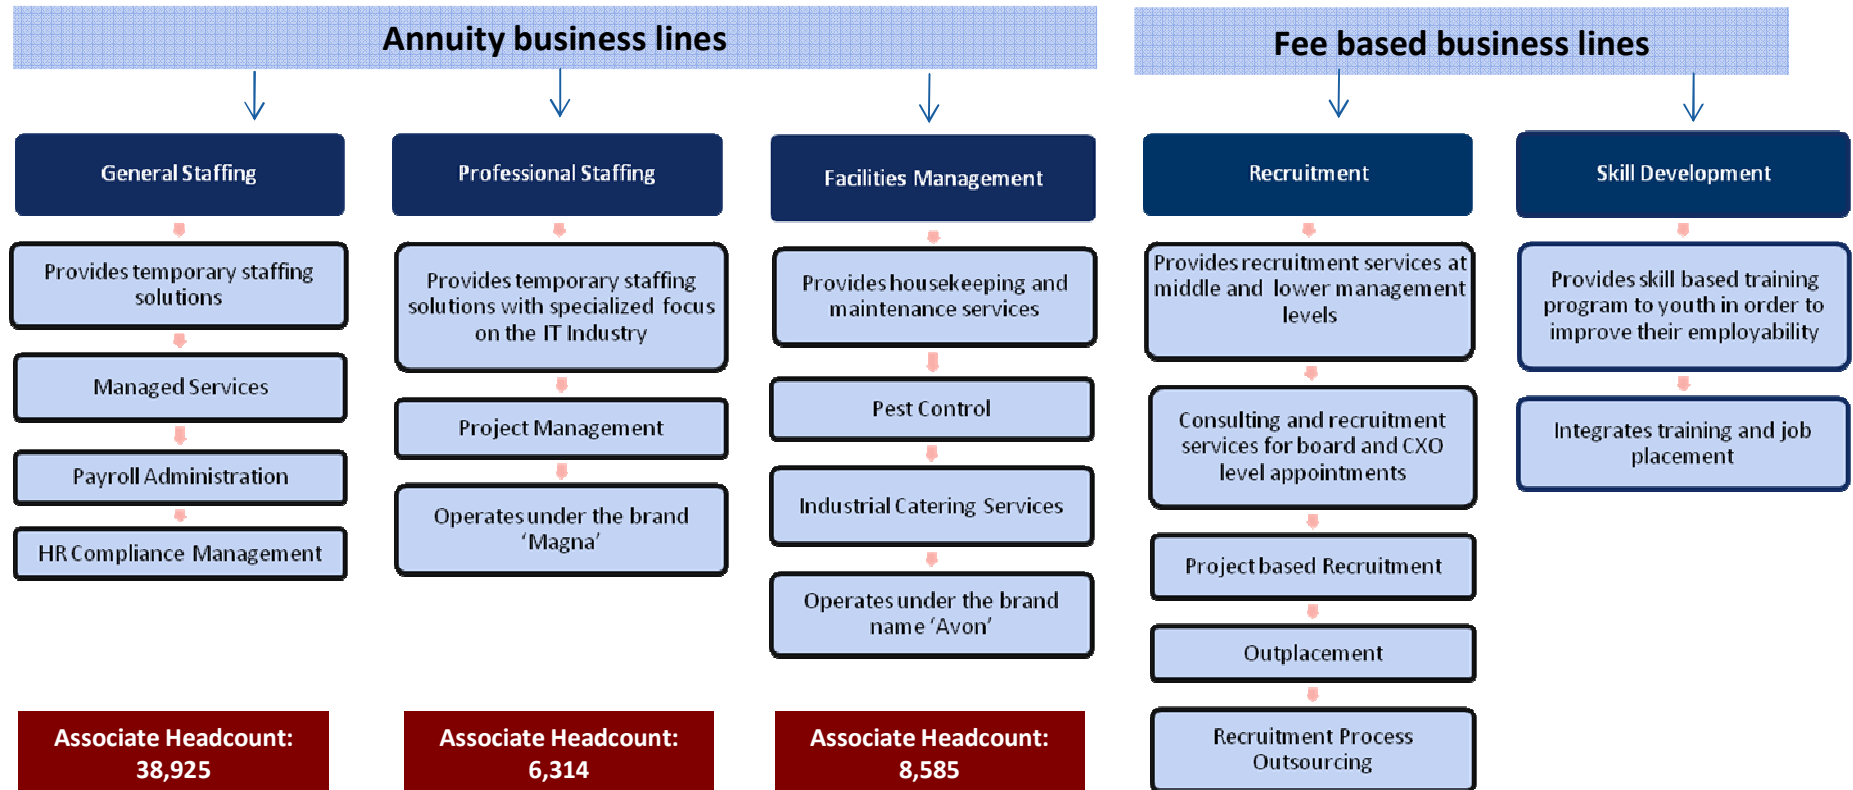 Annuity business lines
Fee based business lines
General Staffing
Provides temporary staffing
solutions
Managed Services
Payroll Administration
HR Compliance Management
Associate Headcount:
38,925
Professional Staffing
Provides temporary staffing
solutions with specialized focus
on the IT Industry
Project Management
Operates under the brand
‘Magna’
Associate Headcount:
6,314
Facilities Management
Provides housekeeping and
maintenance services
Pest Control
Industrial Catering Services
Operates under the brand
name ‘Avon’
Associate Headcount:
8,585
Recruitment
Provides recruitment services at
middle and lower management
levels
Consulting and recruitment
services for board and CXO
level appointments
Project based Recruitment
Outplacement
Recruitment Process
Outsourcing
Skill Development
Provides skill based training
program to youth in order to
improve their employability
Integrates training and job
placement